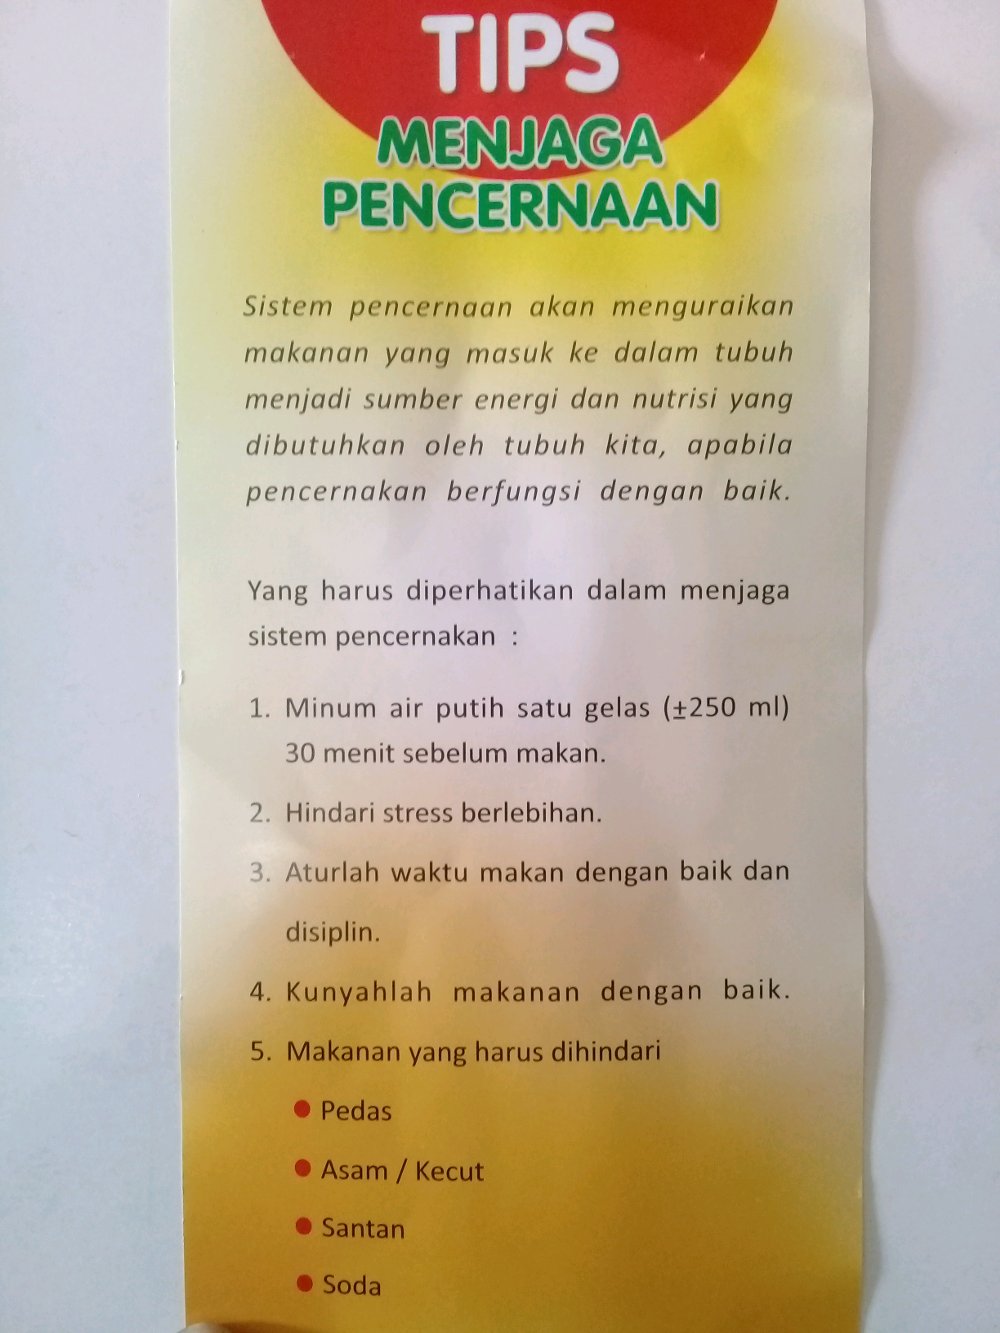 TIPS
MENJAGA
PENCERNAAN
Sistem pencernaan akan menguraikan
makanan yang masuk ke dalam tubuh
menjadi sumber energi dan nutrisi yang
dibutuhkan oleh tubuh kita, apabila
pencernakan berfungsi dengan baik.
Yang harus diperhatikan dalam menjaga
sistem pencernakan :
1. Minum air putih satu gelas (±250 ml)
30 menit sebelum makan.
2. Hindari stress berlebihan.
3. Aturlah waktu makan dengan baik dan
disiplin.
4. Kunyahlah makanan dengan baik.
5. Makanan yang harus dihindari
● Pedas
● Asam / Kecut
● Santan
● Soda